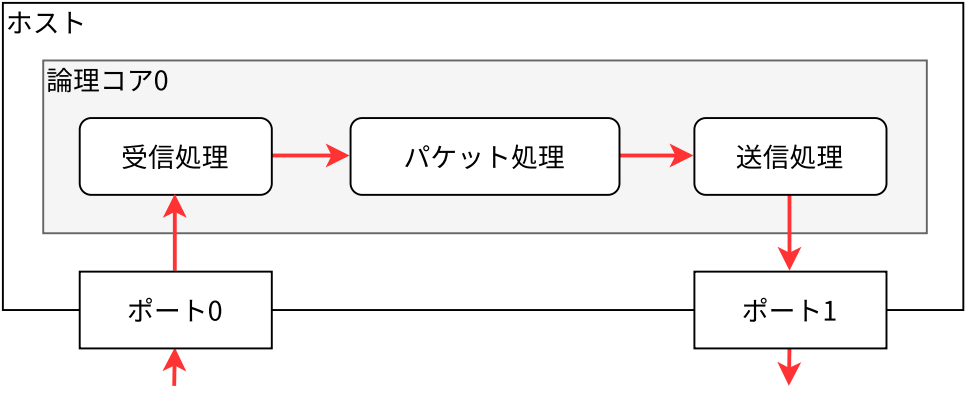 ホスト
論理コア0
受信処理
パケット処理
送信処理
ポート0
ポート1